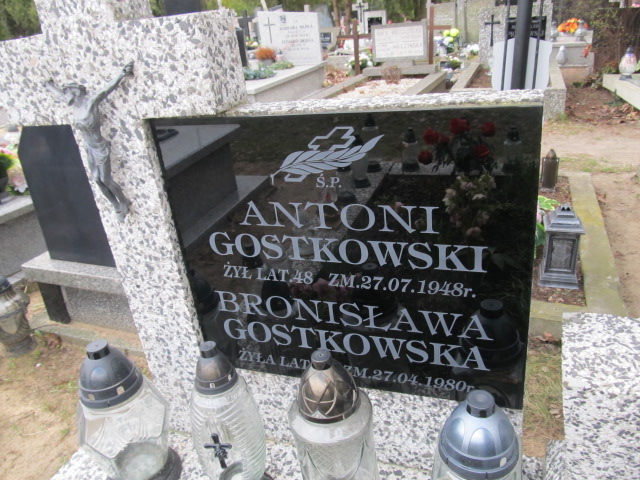 Ś.P.
ANTONI
GOSTKOWSKI
ŻYŁ LAT 48 ZM.27.07.1948r.
BRONISŁAWA
GOSTKOWSKA
ŻYŁA LAT ZM.27.04.1980r.